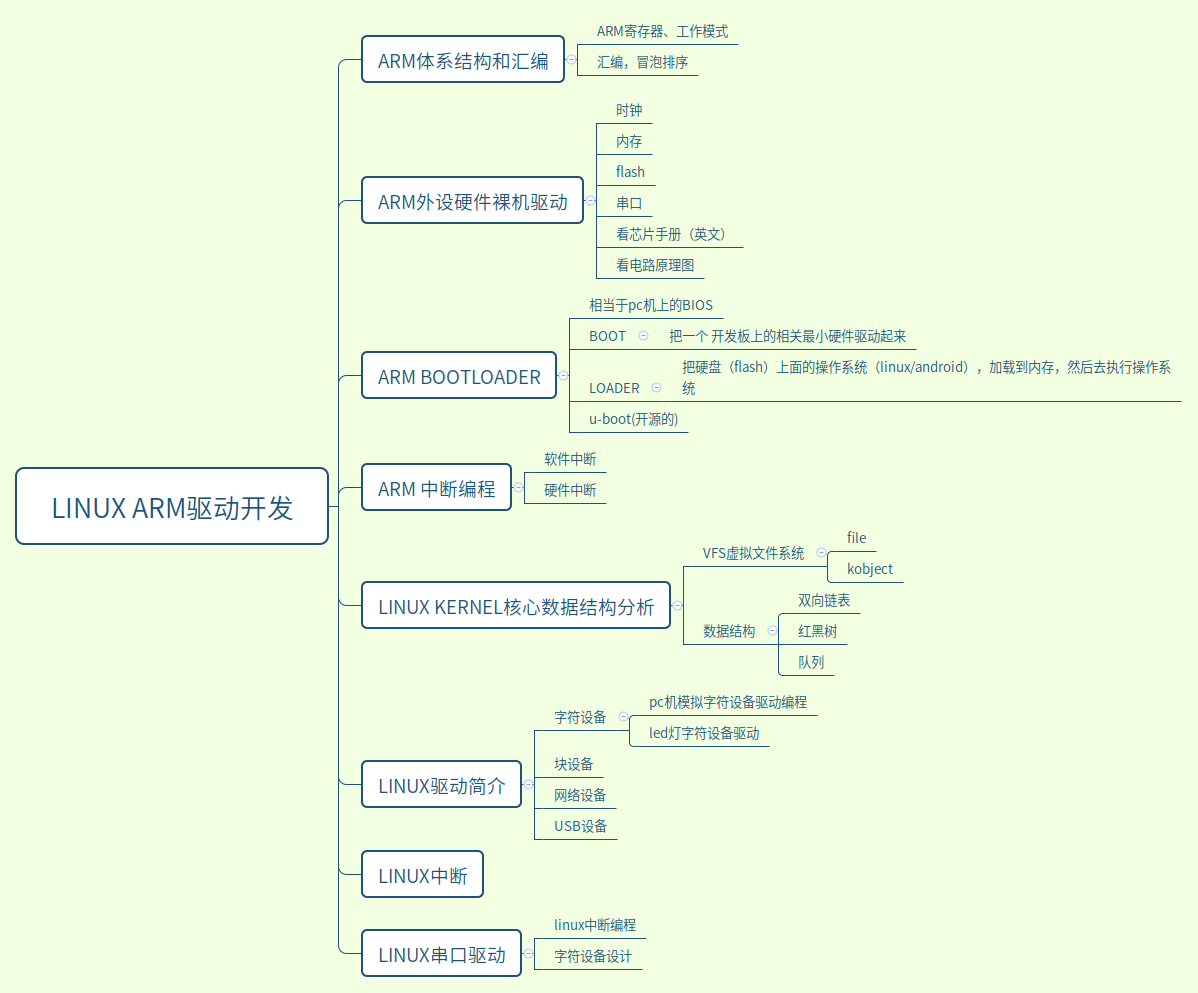 LINUX ARM驱动开发
ARM体系结构和汇编
ARM寄存器、工作模式
汇编，冒泡排序
ARM外设硬件裸机驱动
时钟
内存
flash
串口
看芯片手册（英文）
看电路原理图
ARM BOOTLOADER
相当于pc机上的BIOS
BOOT
把一个 开发板上的相关最小硬件驱动起来
LOADER
把硬盘（flash）上面的操作系统（linux/android），加载到内存，然后去执行操作系
统
u-boot(开源的)
ARM 中断编程
软件中断
硬件中断
LINUX KERNEL核心数据结构分析
VFS虚拟文件系统
file
kobject
数据结构
双向链表
红黑树
队列
LINUX驱动简介
字符设备
pc机模拟字符设备驱动编程
led灯字符设备驱动
块设备
网络设备
USB设备
LINUX中断
LINUX串口驱动
linux中断编程
字符设备设计